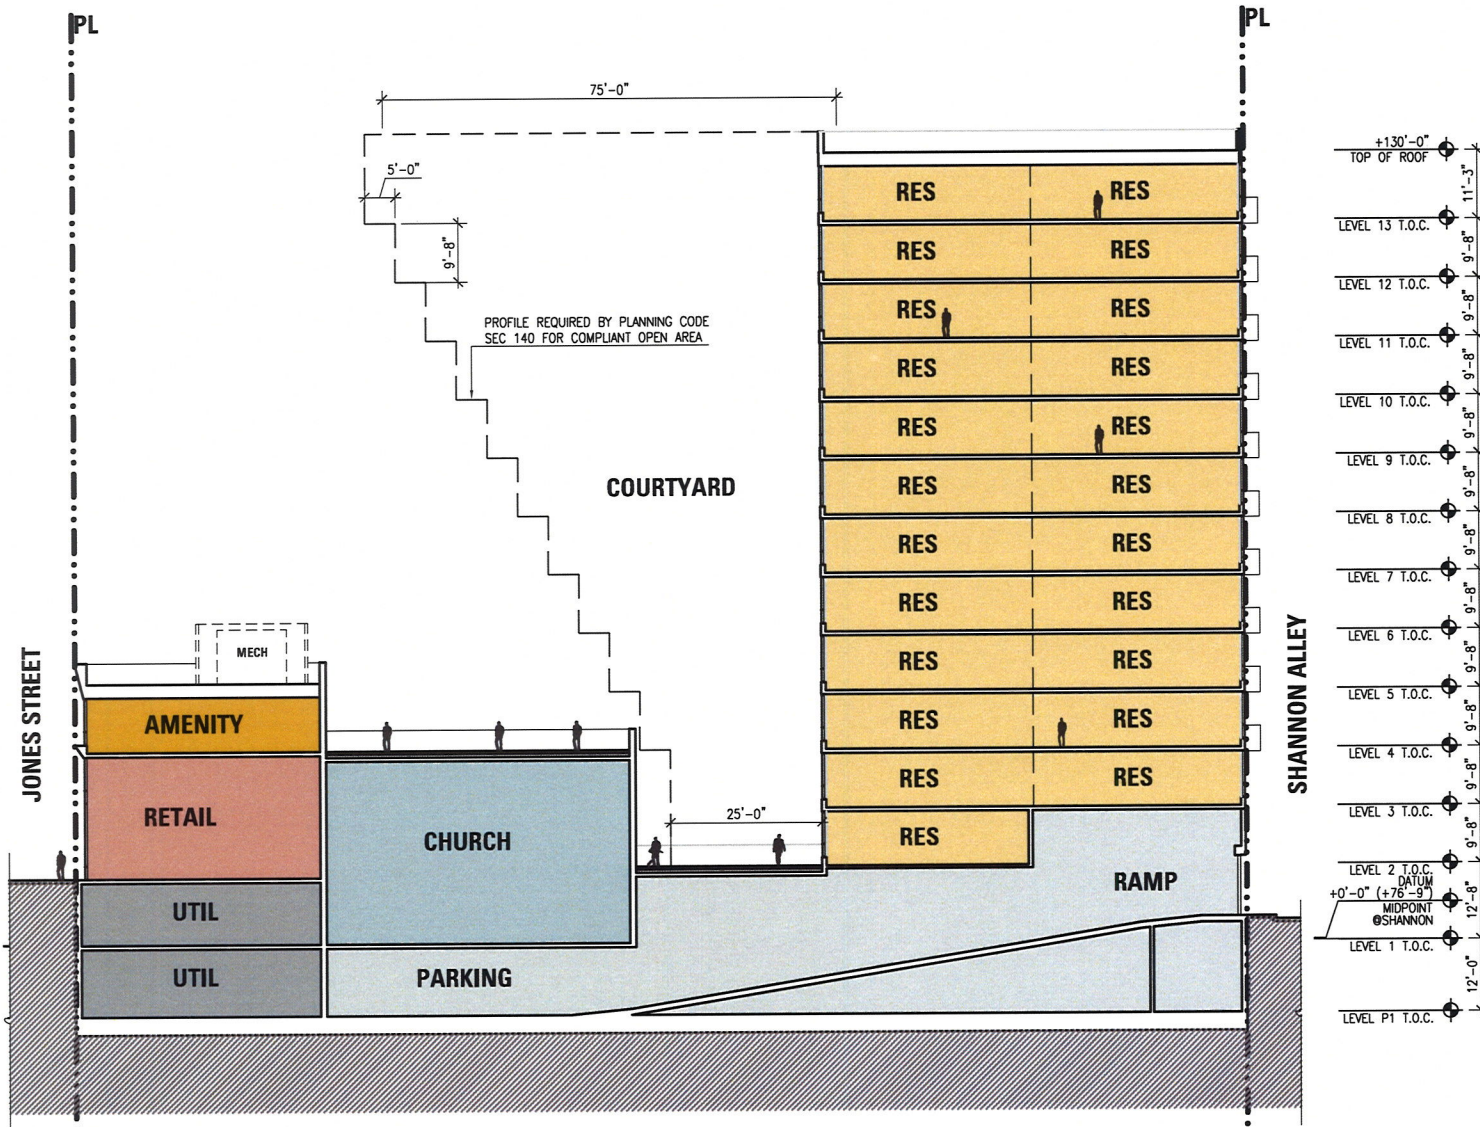 PL
PL
75'-0"
5'-0"
9'-8"
PROFILE REQUIRED BY PLANNING CODE
SEC 140 FOR COMPLIANT OPEN AREA
COURTYARD
MECH
JONES STREET
AMENITY
RETAIL
CHURCH
UTIL
UTIL
PARKING
25'-0"
RES RES
RES RES
RES RES
RES RES
RES RES
RES RES
RES RES
RES RES
RES RES
RES RES
RES RES
RES
RAMP
SHANNON ALLEY
+130'-0"
TOP OF ROOF
11'-3"
LEVEL 13 T.O.C.
9'-8"
LEVEL 12 T.O.C.
9'-8"
LEVEL 11 T.O.C.
9'-8"
LEVEL 10 T.O.C.
9'-8"
LEVEL 9 T.O.C.
9'-8"
LEVEL 8 T.O.C.
9'-8"
LEVEL 7 T.O.C.
9'-8"
LEVEL 6 T.O.C.
9'-8"
LEVEL 5 T.O.C.
9'-8"
LEVEL 4 T.O.C.
9'-8"
LEVEL 3 T.O.C.
9'-8"
LEVEL 2 T.O.C.
DATUM
+0'-0" (+76'-9")
MIDPOINT
@SHANNON
12'-8"
LEVEL 1 T.O.C.
12'-0"
LEVEL P1 T.O.C.